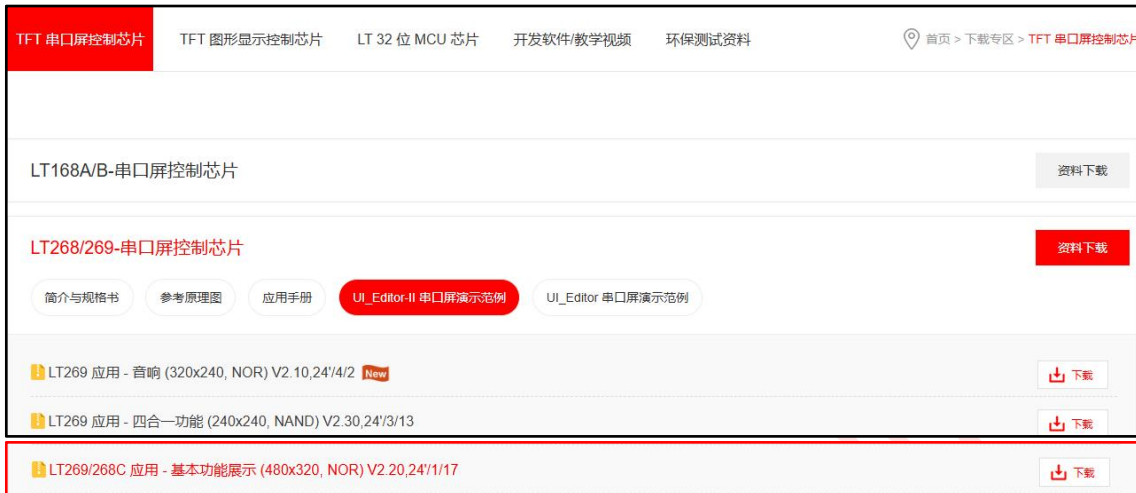 TFT 串口屏控制芯片 TFT 图形显示控制芯片 LT 32 位 MCU 芯片 开发软件/教学视频 环保测试资料 首页 > 下载专区 > TFT 串口屏控制芯片
LT168A/B-串口屏控制芯片 资料下载
LT268/269-串口屏控制芯片 资料下载
简介与规格书 参考原理图 应用手册 UI_Editor-II 串口屏演示范例 UI_Editor 串口屏演示范例
LT269 应用 - 音响 (320x240, NOR) V2.10,24'/4/2 New 下载
LT269 应用 - 四合一功能 (240x240, NAND) V2.30,24'/3/13 下载
LT269/268C 应用 - 基本功能展示 (480x320, NOR) V2.20,24'/1/17 下载